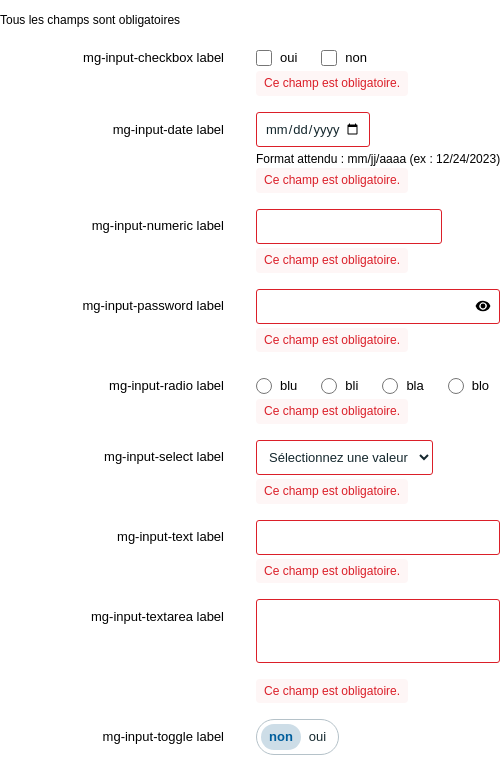 Tous les champs sont obligatoires
mg-input-checkbox label oui non
Ce champ est obligatoire.
mg-input-date label mm/dd/yyyy
Format attendu : mm/jj/aaaa (ex : 12/24/2023)
Ce champ est obligatoire.
mg-input-numeric label
Ce champ est obligatoire.
mg-input-password label
Ce champ est obligatoire.
mg-input-radio label blu bli bla blo
Ce champ est obligatoire.
mg-input-select label Sélectionnez une valeur
Ce champ est obligatoire.
mg-input-text label
Ce champ est obligatoire.
mg-input-textarea label
Ce champ est obligatoire.
mg-input-toggle label non oui